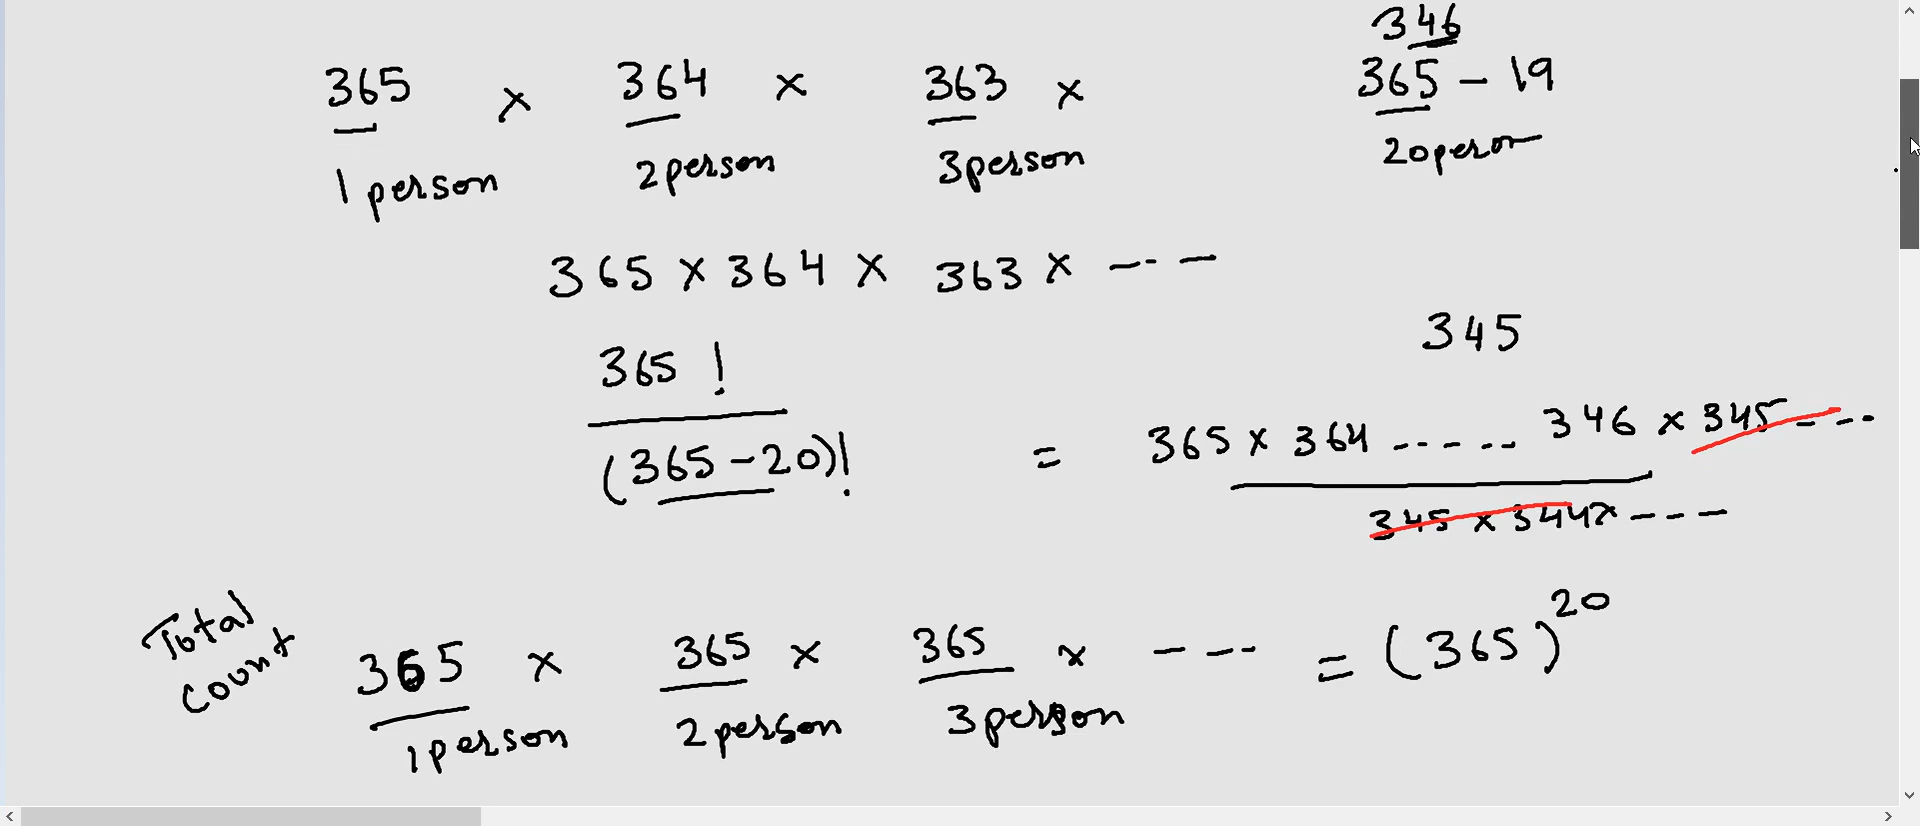 346
365 × 364 × 363 × 365 - 19
1 person 2 person 3 person 20 peron
365 × 364 × 363 × -·-
345
365 !
(365 - 20)! = 365 × 364 ----- 346 × 345 ---
345 × 344 × ---
Total count
365 × 365 × 365 × --- = (365)^20
1 person 2 person 3 person